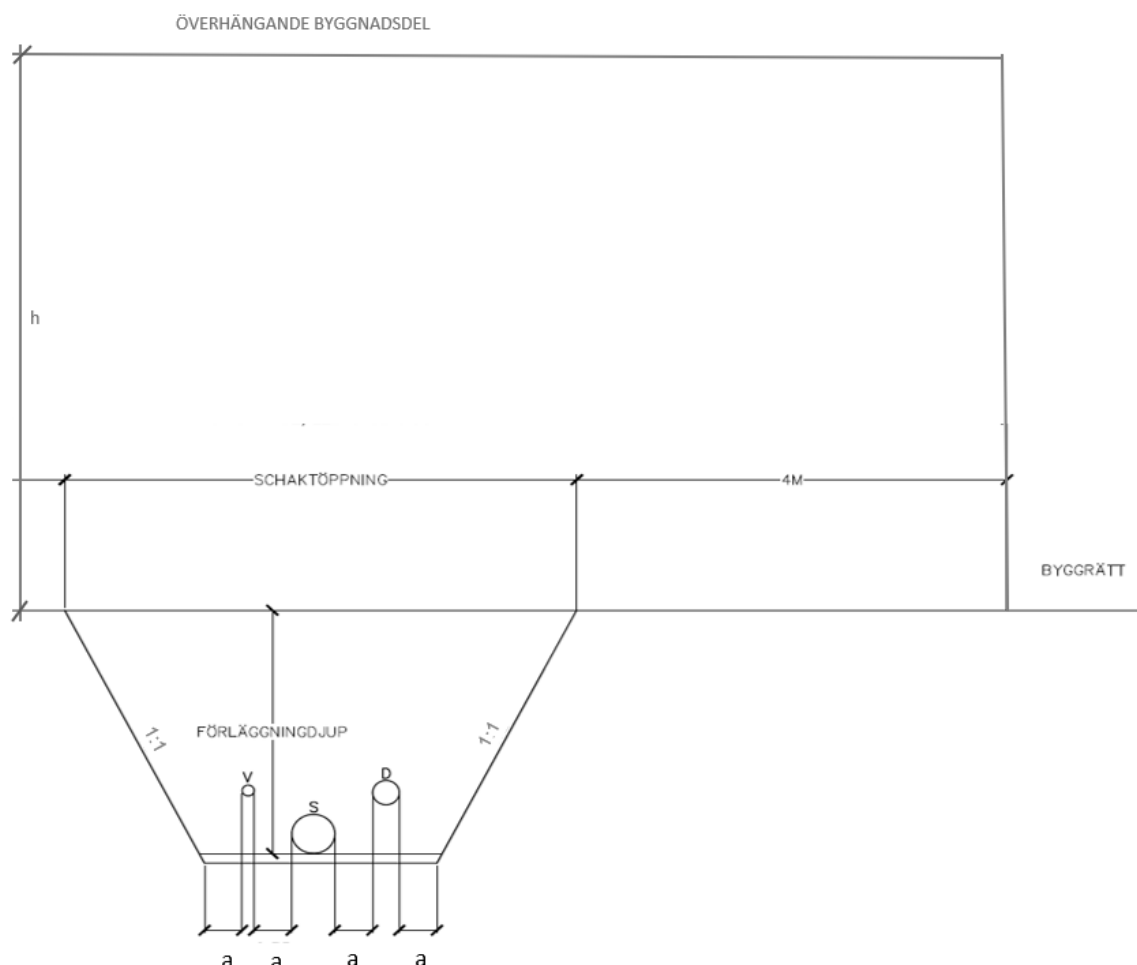 ÖVERHÄNGANDE BYGGNADSDEL
h
SCHAKTÖPPNING
4M
BYGGRÄTT
1:1
FÖRLÄGGNINGDJUP
1:1
V
S
D
a
a
a
a